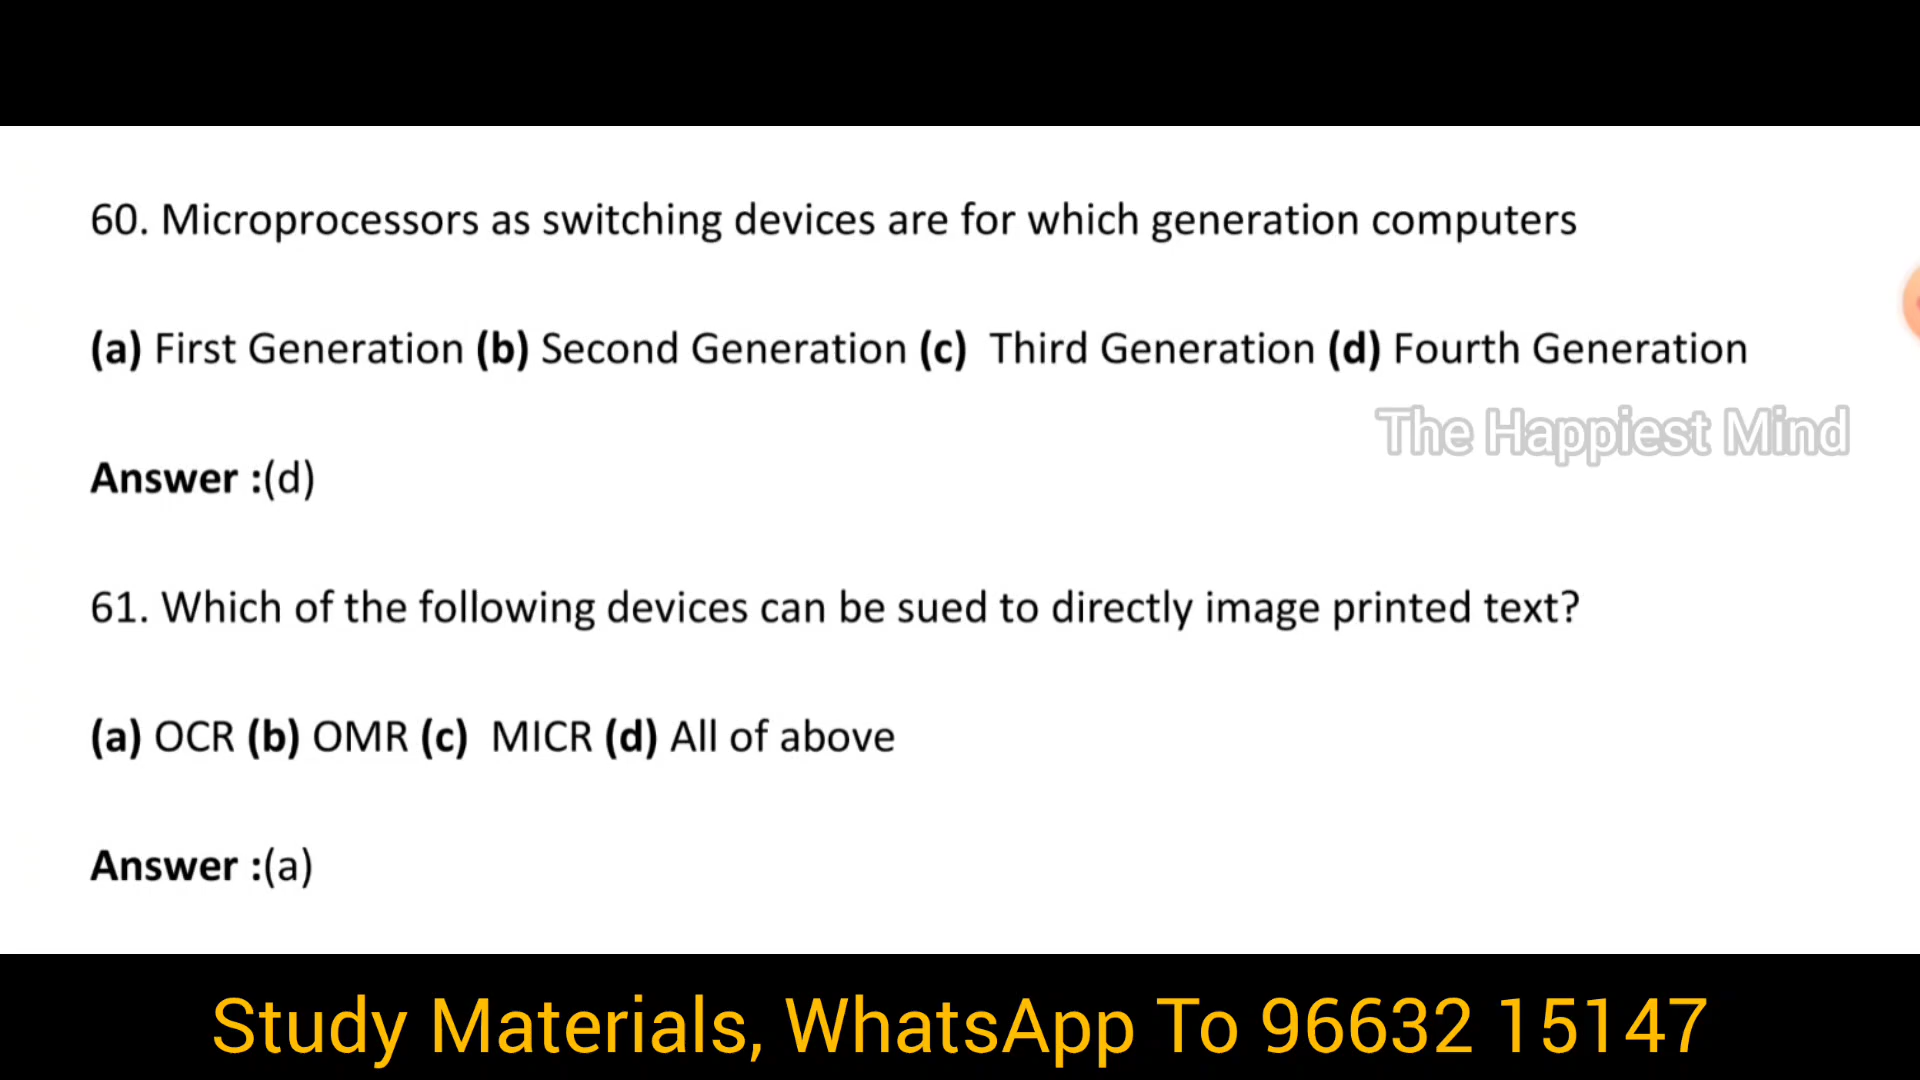 60. Microprocessors as switching devices are for which generation computers
(a) First Generation (b) Second Generation (c) Third Generation (d) Fourth Generation
The Happiest Mind
Answer :(d)
61. Which of the following devices can be sued to directly image printed text?
(a) OCR (b) OMR (c) MICR (d) All of above
Answer :(a)
Study Materials, WhatsApp To 96632 15147